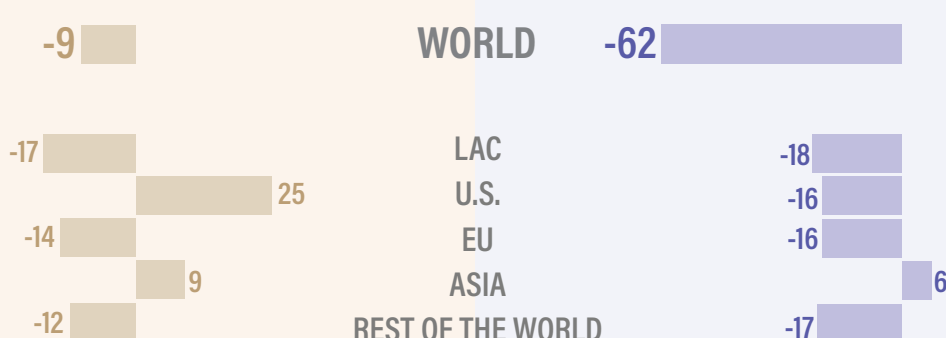 -9 WORLD -62
-17 LAC -18
25 U.S. -16
-14 EU -16
9 ASIA 6
-12 REST OF THE WORLD -17